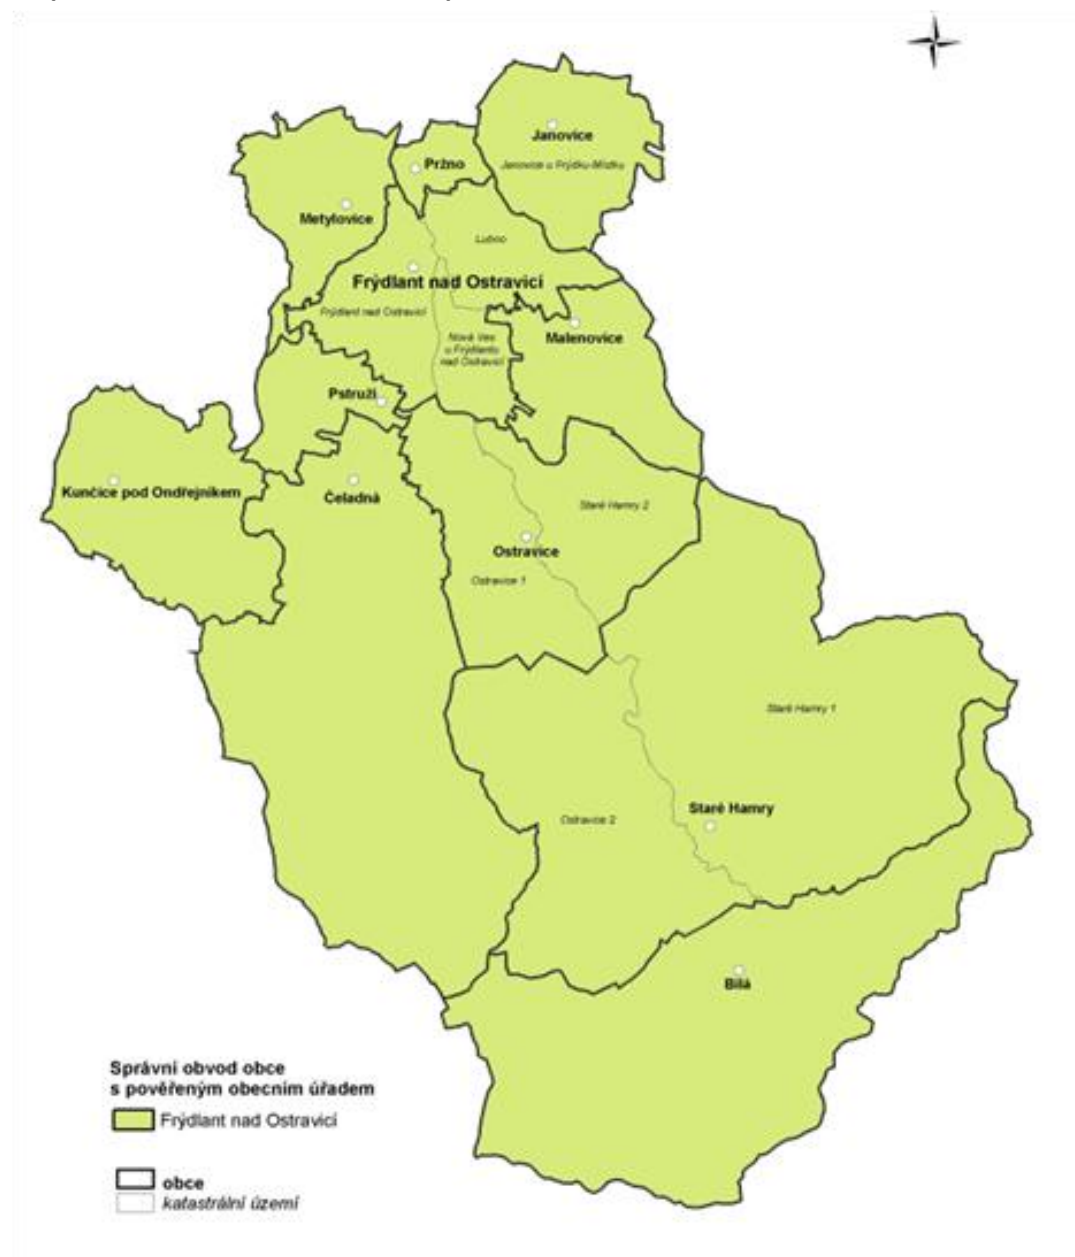 Janovice
Janovice u Frýdku-Místku
Pržno
Metylovice
Lubno
Frýdlant nad Ostravicí
Frýdlant nad Ostravicí
Nová Ves
u Frýdlantu
nad Ostravicí
Malenovice
Pstruží
Kunčice pod Ondřejníkem
Čeladná
Staré Hamry 2
Ostravice
Ostravice 1
Staré Hamry 1
Staré Hamry
Ostravice 2
Bílá
Správní obvod obce
s pověřeným obecním úřadem
Frýdlant nad Ostravicí
obce
katastrální území